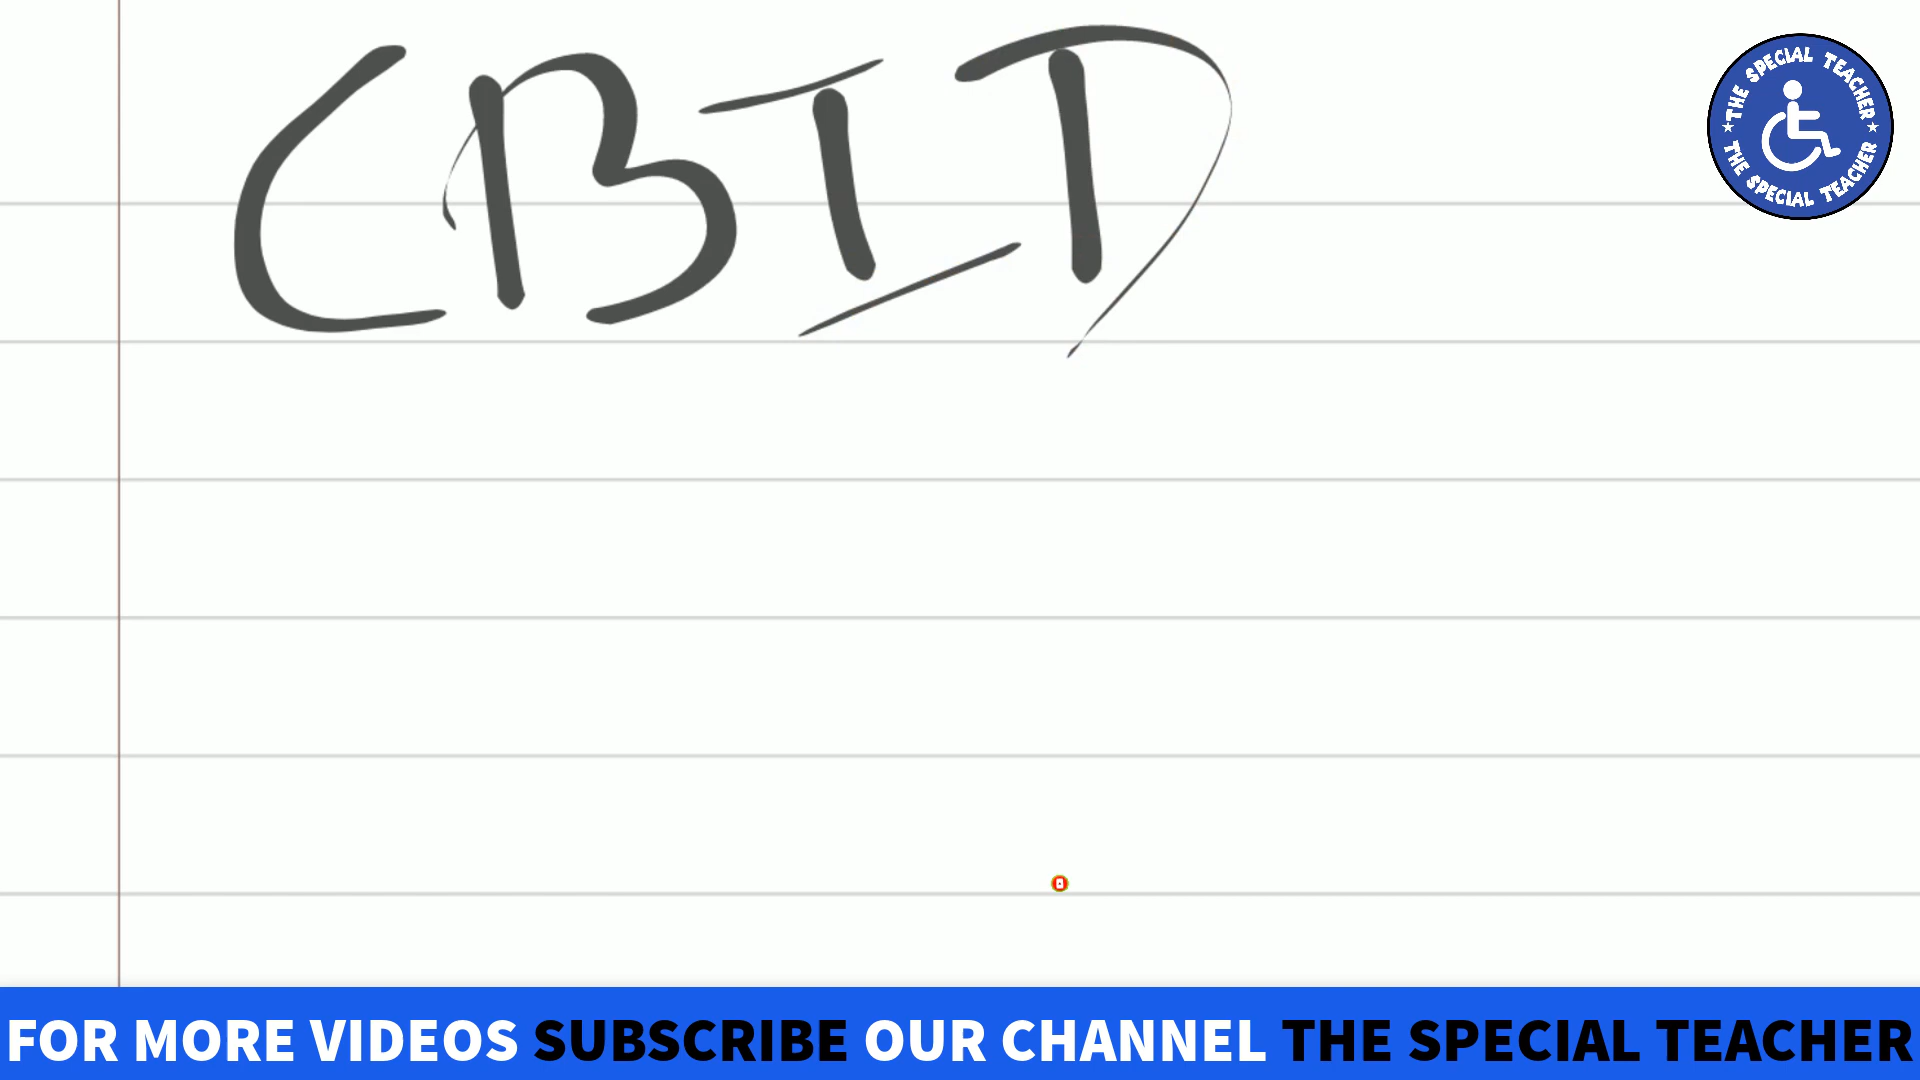 CBID
THE SPECIAL TEACHER
THE SPECIAL TEACHER
FOR MORE VIDEOS SUBSCRIBE OUR CHANNEL THE SPECIAL TEACHER